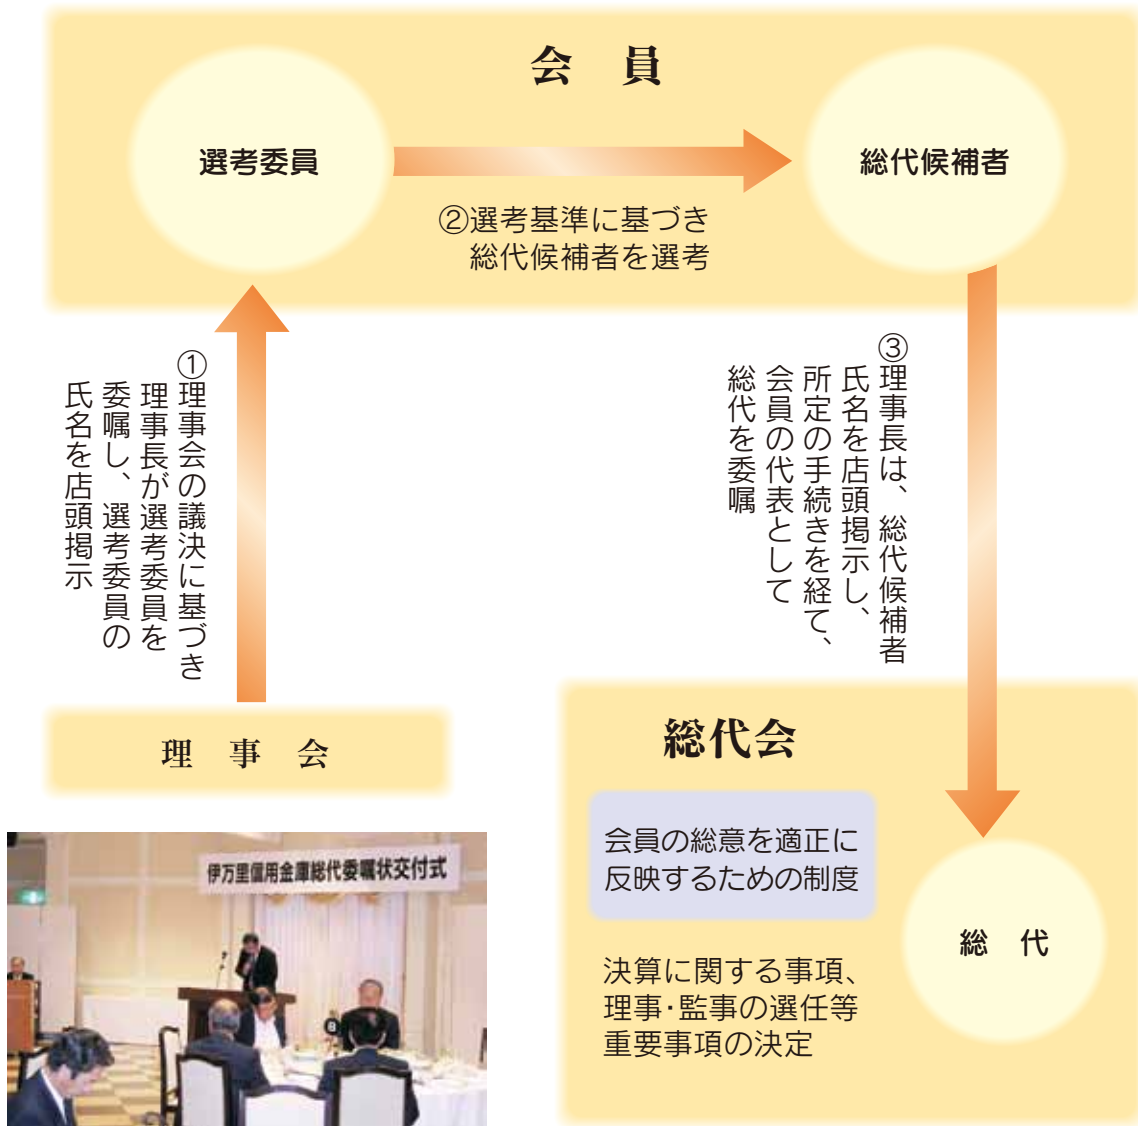 会 員
選考委員
総代候補者
②選考基準に基づき
総代候補者を選考
①理事会の議決に基づき
理事長が選考委員を
委嘱し、選考委員の
氏名を店頭掲示
③理事長は、総代候補者
氏名を店頭掲示し、
所定の手続きを経て、
会員の代表として
総代を委嘱
理 事 会
総代会
会員の総意を適正に
反映するための制度
決算に関する事項、
理事・監事の選任等
重要事項の決定
総 代
伊万里信用金庫総代委嘱状交付式
8